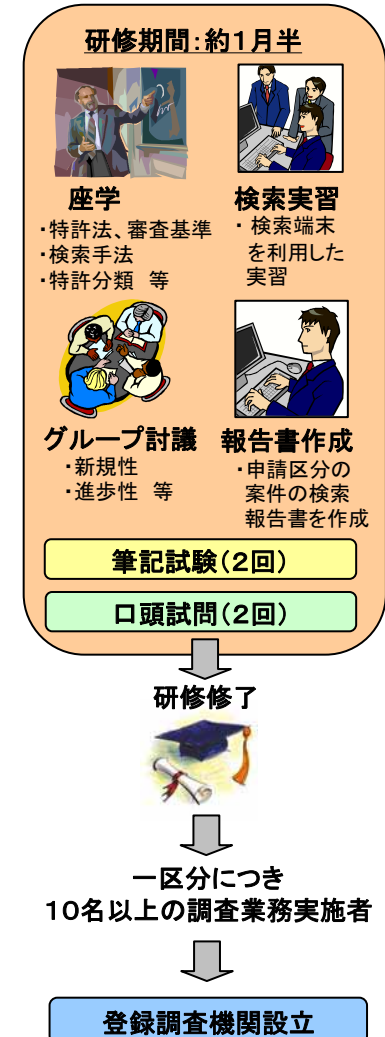 研修期間：約１月半
座学
・特許法、審査基準
・検索手法
・特許分類　等
検索実習
・検索端末
を利用した
実習
グループ討議
・新規性
・進歩性　等
報告書作成
・申請区分の
案件の検索
報告書を作成
筆記試験（２回）
口頭試問（２回）
研修修了
一区分につき
１０名以上の調査業務実施者
登録調査機関設立